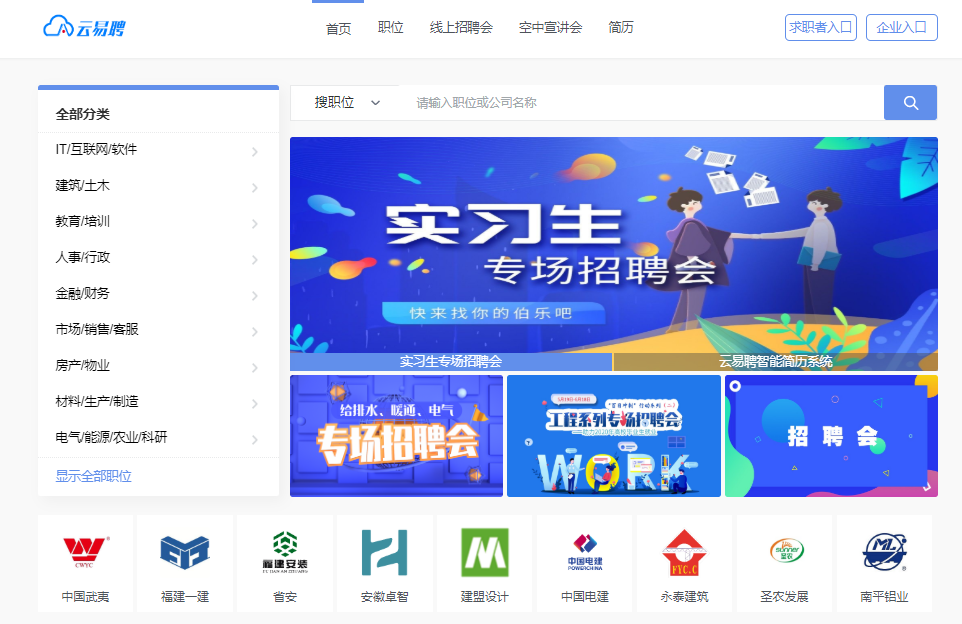 云易聘
首页
职位
线上招聘会
空中宣讲会
简历
求职者入口
企业入口
全部分类
IT/互联网/软件
建筑/土木
教育/培训
人事/行政
金融/财务
市场/销售/客服
房产/物业
材料/生产/制造
电气/能源/农业/科研
显示全部职位
搜职位
请输入职位或公司名称
实习生
专场招聘会
快来找你的伯乐吧
实习生专场招聘会
云易聘智能简历系统
给排水、暖通、电气
专场招聘会
工程系列专场招聘会
WORK
招聘会
CWYC
中国武夷
福建一建
福建安装
省安
安徽卓智
建盟设计
中国电建
POWERCHINA
中国电建
FYC.C
永泰建筑
Sunner
圣农
圣农发展
ML
南平铝业